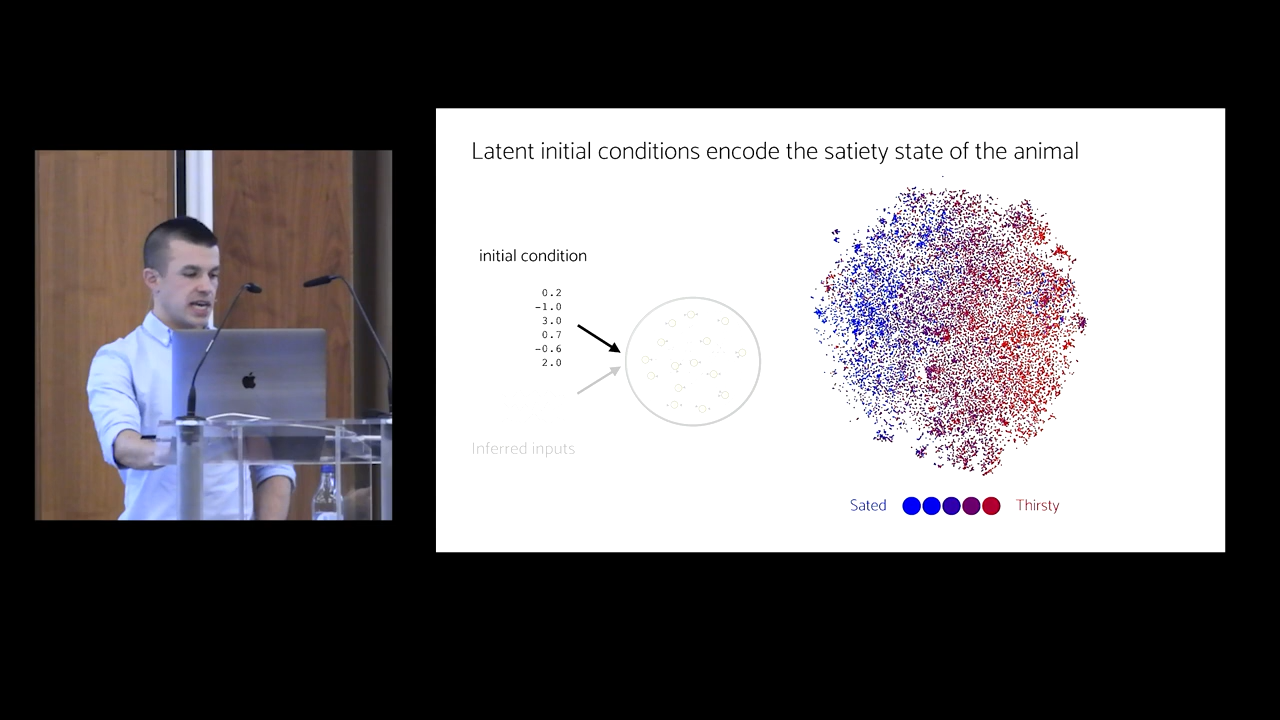 Latent initial conditions encode the satiety state of the animal
initial condition
0.2
-1.0
3.0
0.7
-0.6
2.0
Inferred inputs
Sated
Thirsty